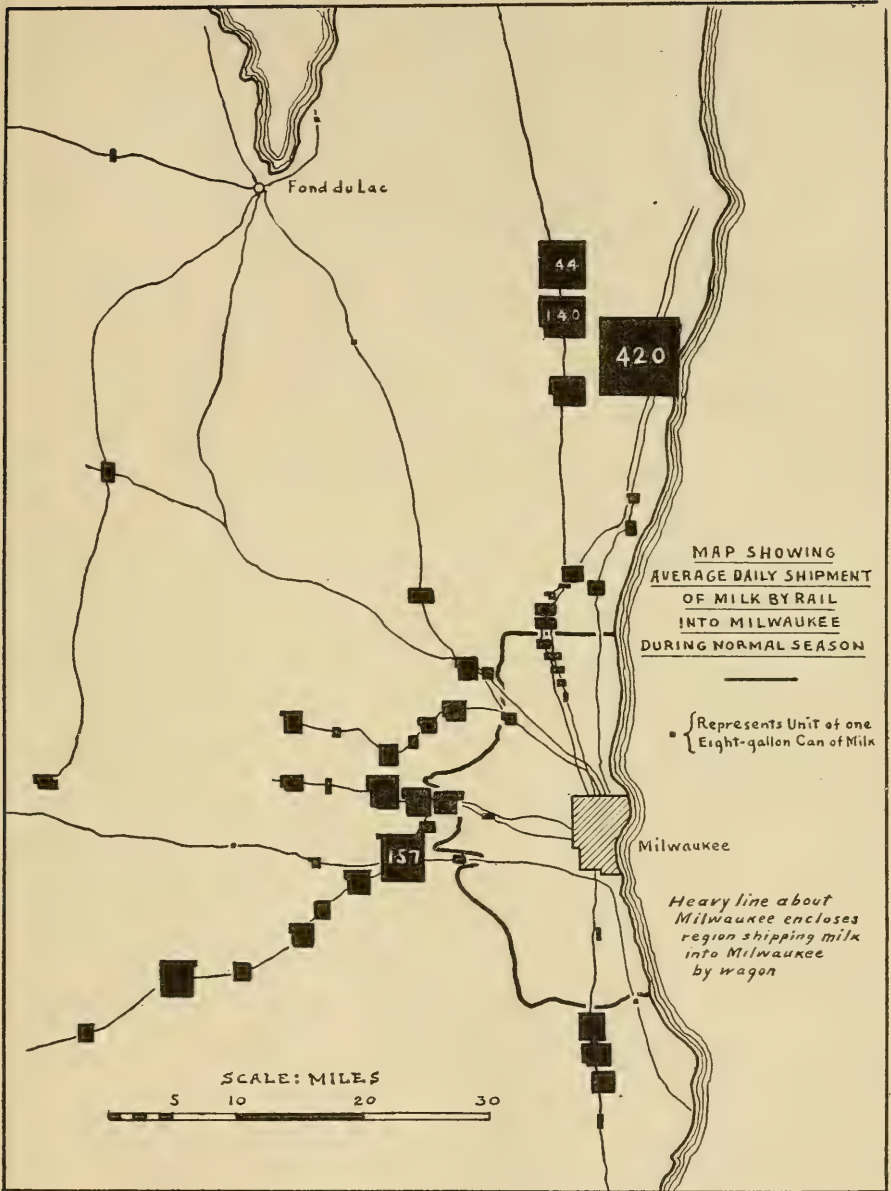 Fond du Lac
44
140
420
MAP SHOWING
AVERAGE DAILY SHIPMENT
OF MILK BY RAIL
INTO MILWAUKEE
DURING NORMAL SEASON
Represents Unit of one
Eight-gallon Can of Milk
Milwaukee
157
Heavy line about
Milwaukee encloses
region shipping milk
into Milwaukee
by wagon
SCALE: MILES
5 10 20 30